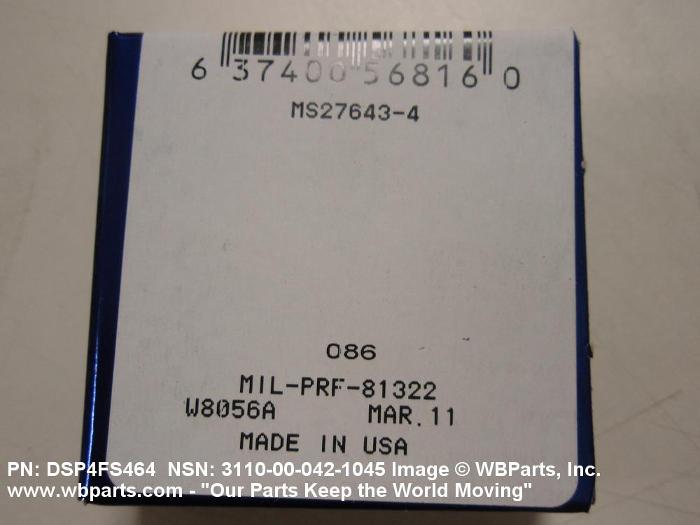 6 37400 56816 0
MS27643-4
086
MIL-PRF-81322
W8056A MAR.11
MADE IN USA
PN: DSP4FS464 NSN: 3110-00-042-1045 Image © WBParts, Inc.
www.wbparts.com - "Our Parts Keep the World Moving"